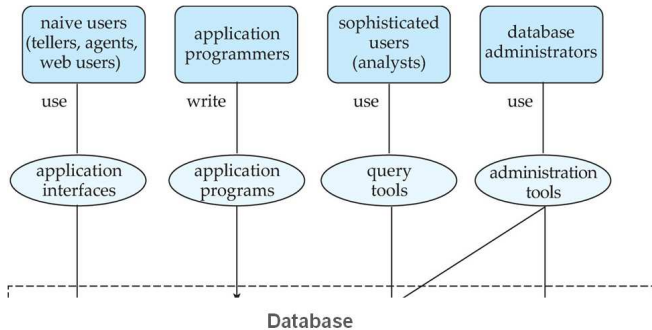 naive users
(tellers, agents,
web users)
application
programmers
sophisticated
users
(analysts)
database
administrators
use
write
use
use
application
interfaces
application
programs
query
tools
administration
tools
Database